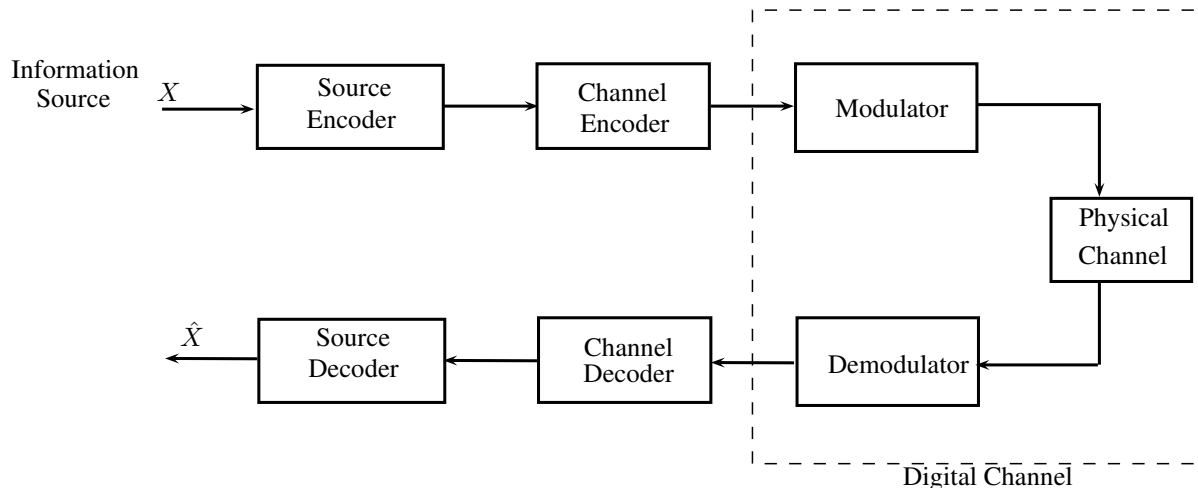 Information
Source
X
Source
Encoder
Channel
Encoder
Modulator
Physical
Channel
X̂
Source
Decoder
Channel
Decoder
Demodulator
Digital Channel